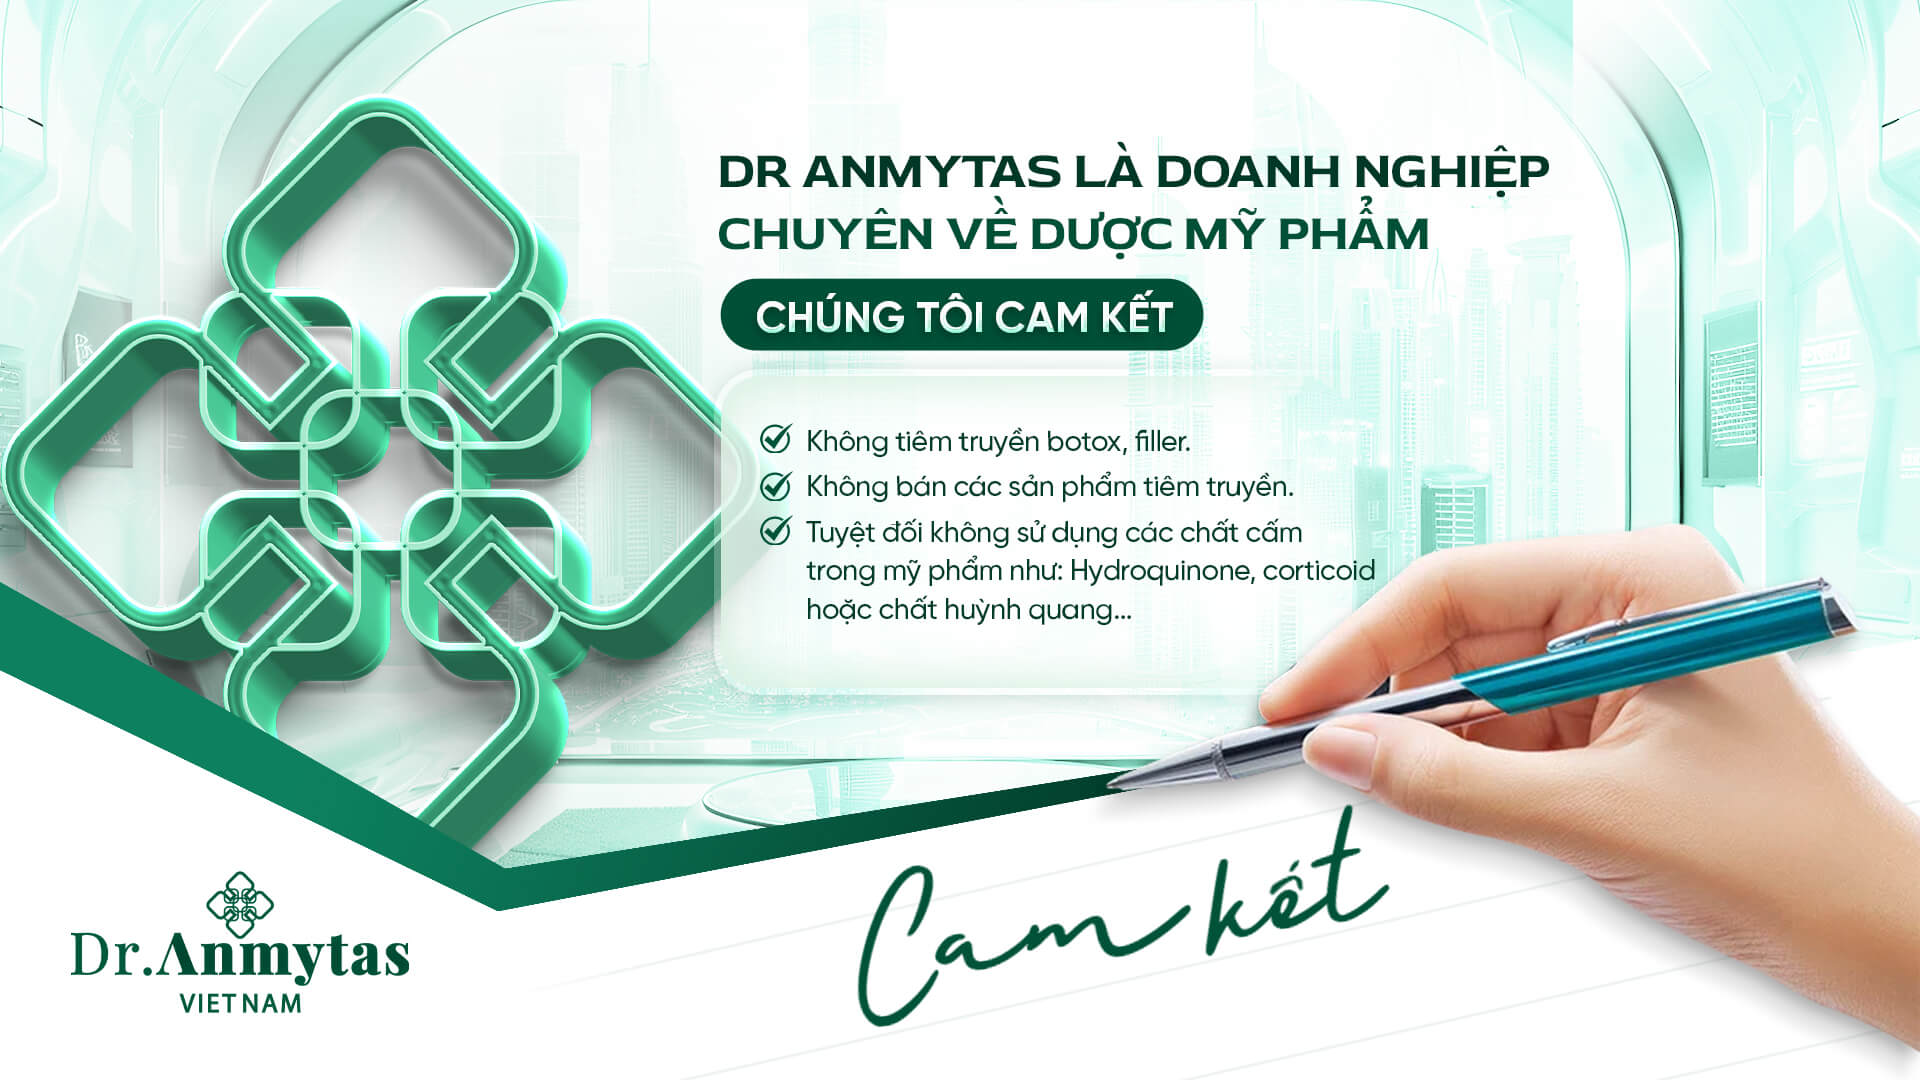 DR ANMYTAS LÀ DOANH NGHIỆP
CHUYÊN VỀ DƯỢC MỸ PHẨM
CHÚNG TÔI CAM KẾT
Không tiêm truyền botox, filler.
Không bán các sản phẩm tiêm truyền.
Tuyệt đối không sử dụng các chất cấm
trong mỹ phẩm như: Hydroquinone, corticoid
hoặc chất huỳnh quang...
Cam kết
Dr.Anmytas
VIETNAM